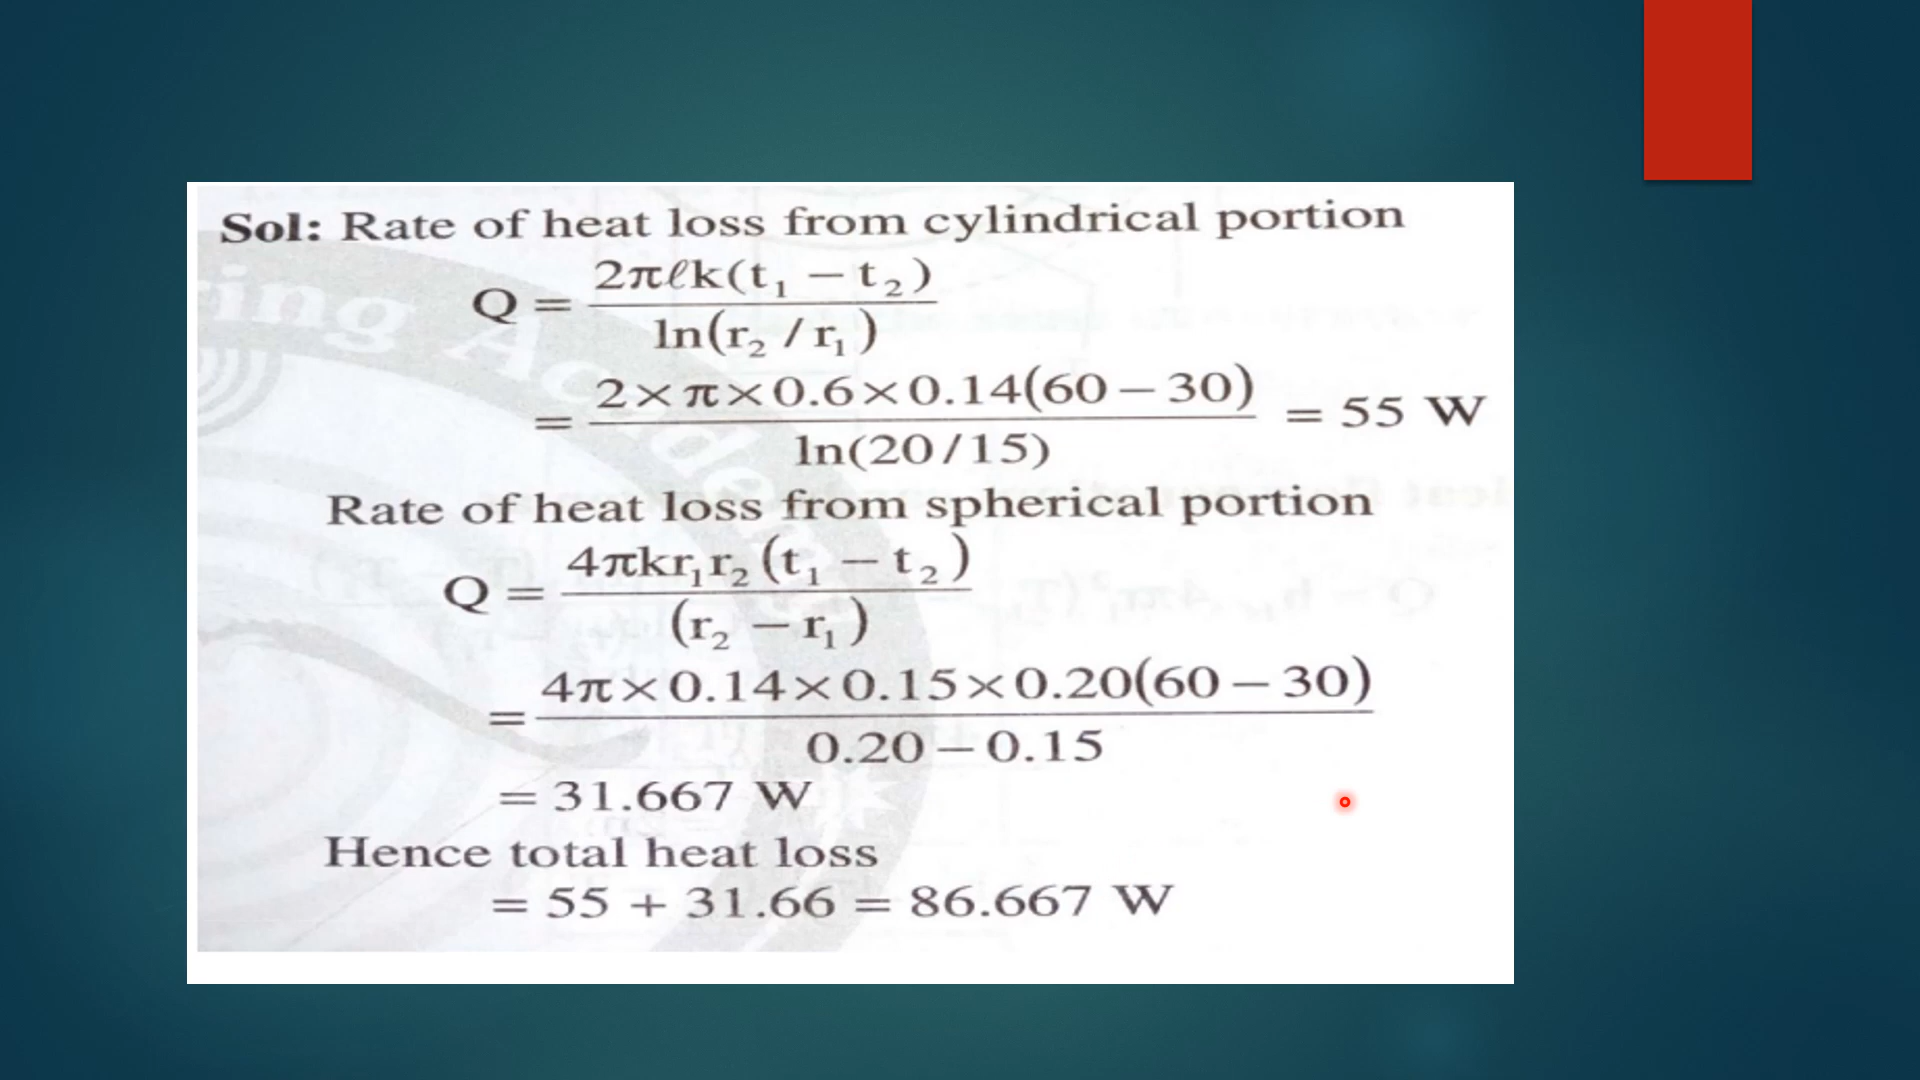 Sol: Rate of heat loss from cylindrical portion
Q = 2πℓk(t₁ − t₂) / ln(r₂ / r₁)
= 2×π×0.6×0.14(60−30) / ln(20/15) = 55 W
Rate of heat loss from spherical portion
Q = 4πkr₁r₂(t₁ − t₂) / (r₂ − r₁)
= 4π×0.14×0.15×0.20(60−30) / 0.20−0.15
= 31.667 W
Hence total heat loss
= 55 + 31.66 = 86.667 W